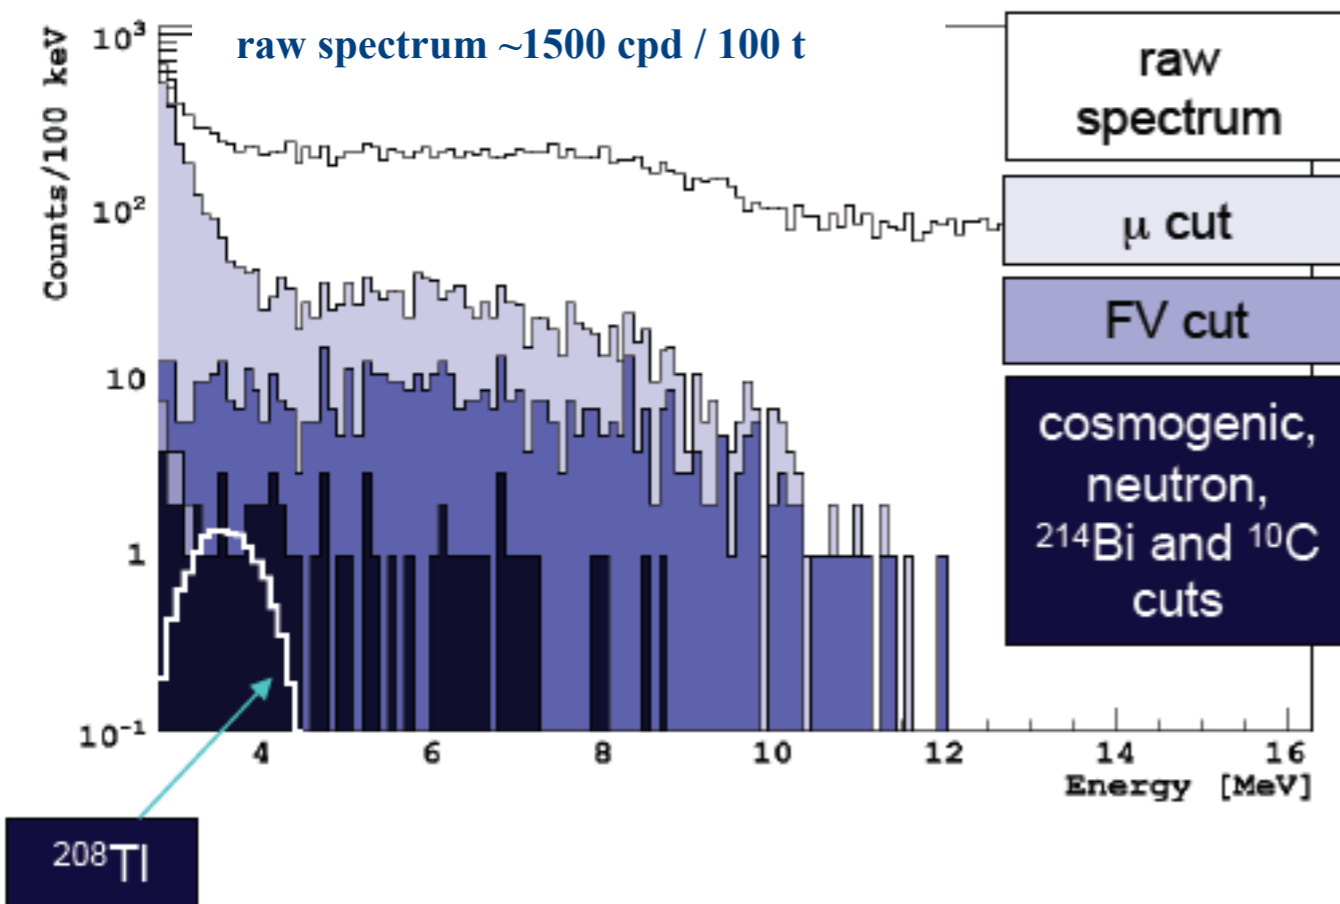 raw spectrum ~1500 cpd / 100 t
Counts/100 keV
10³
10²
10
1
10⁻¹
4 6 8 10 12 14 16
Energy [MeV]
raw
spectrum
μ cut
FV cut
cosmogenic,
neutron,
²¹⁴Bi and ¹⁰C
cuts
²⁰⁸Tl